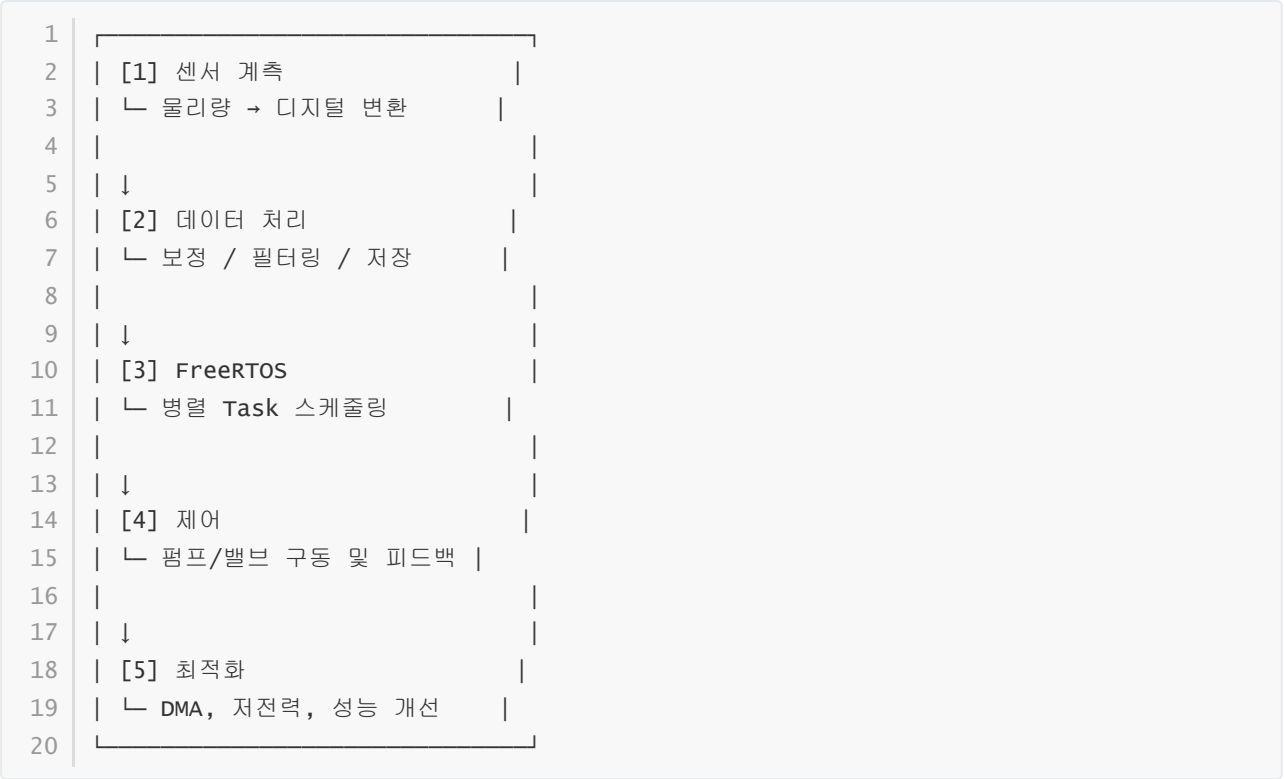 1 ┌──────────────────────────────┐
2 | [1] 센서 계측 |
3 | └─ 물리량 → 디지털 변환 |
4 | |
5 | ↓ |
6 | [2] 데이터 처리 |
7 | └─ 보정 / 필터링 / 저장 |
8 | |
9 | ↓ |
10 | [3] FreeRTOS |
11 | └─ 병렬 Task 스케줄링 |
12 | |
13 | ↓ |
14 | [4] 제어 |
15 | └─ 펌프/밸브 구동 및 피드백 |
16 | |
17 | ↓ |
18 | [5] 최적화 |
19 | └─ DMA, 저전력, 성능 개선 |
20 └──────────────────────────────┘